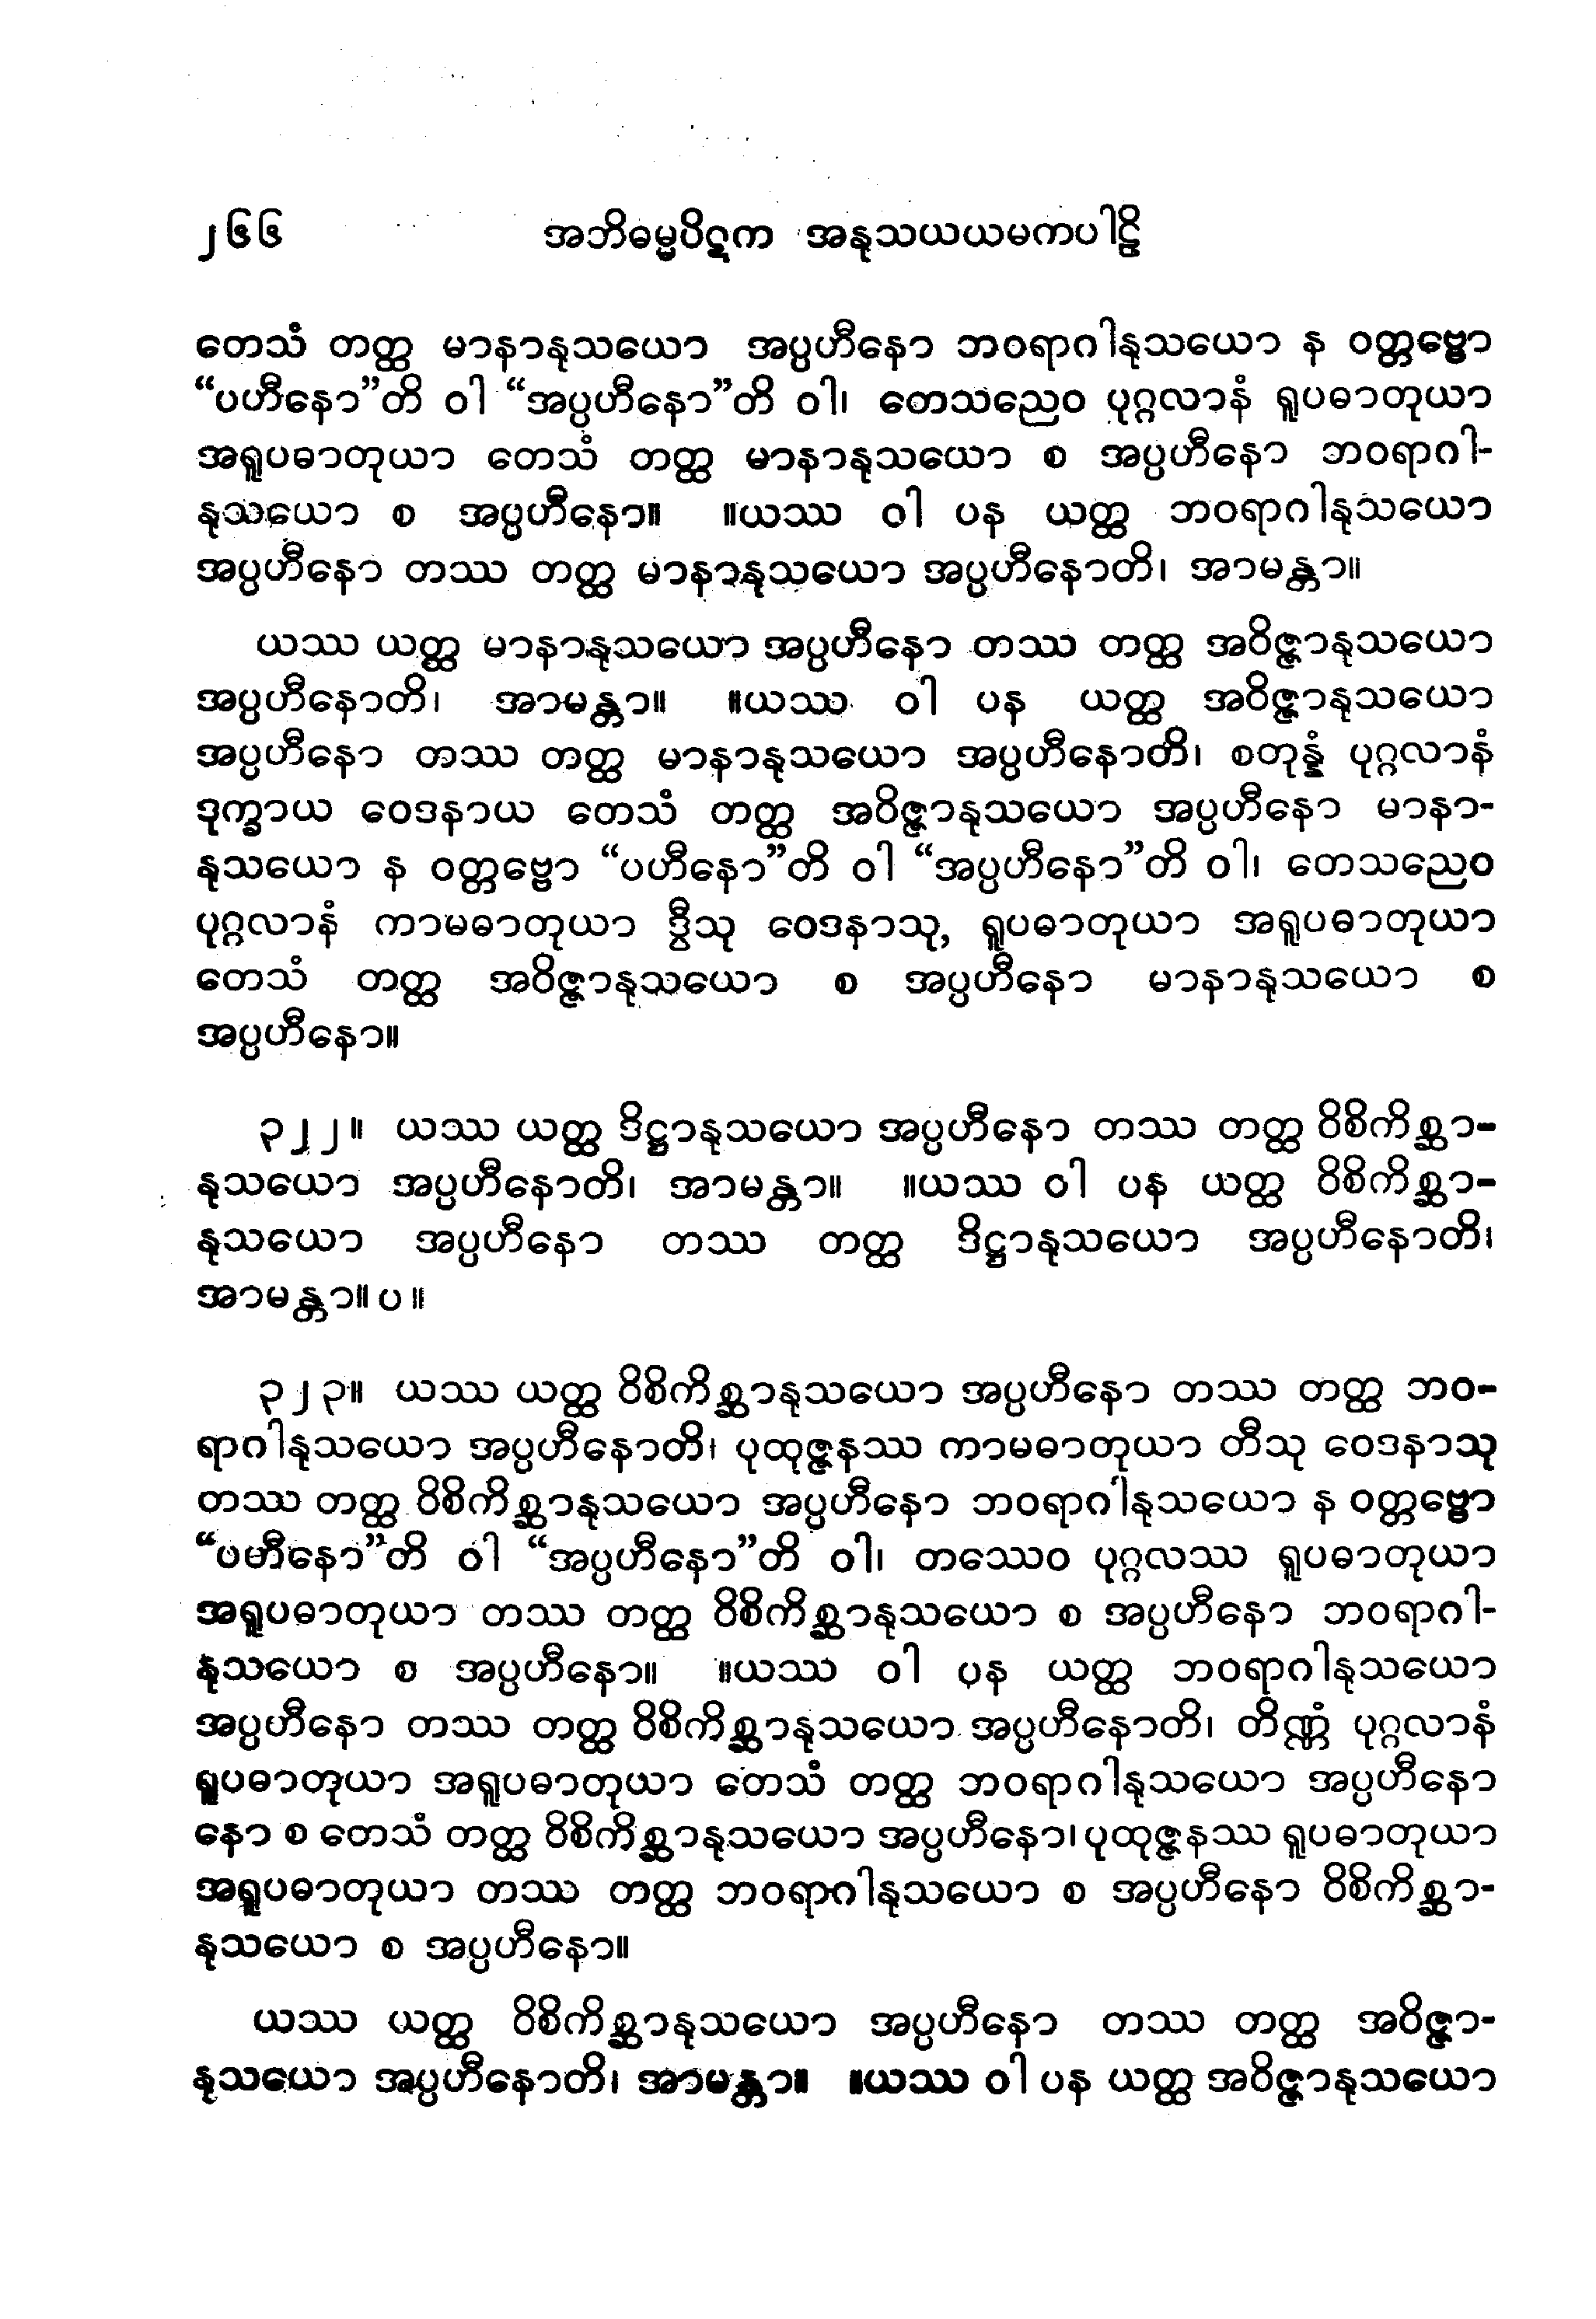 ၂၆၆ အဘိဓမ္မပိဋက အနုသယယမကပါဠိ
တေသံ တတ္ထ မာနာနုသယော အပ္ပဟီနော ဘဝရာဂါနုသယော န ဝတ္တဗ္ဗော
“ပဟီနော”တိ ဝါ “အပ္ပဟီနော”တိ ဝါ၊ တေသညေဝ ပုဂ္ဂလာနံ ရူပဓာတုယာ
အရူပဓာတုယာ တေသံ တတ္ထ မာနာနုသယော စ အပ္ပဟီနော ဘဝရာဂါ-
နုသယော စ အပ္ပဟီနော။ ။ယဿ ဝါ ပန ယတ္ထ ဘဝရာဂါနုသယော
အပ္ပဟီနော တဿ တတ္ထ မာနာနုသယော အပ္ပဟီနောတိ၊ အာမန္တာ။
ယဿ ယတ္ထ မာနာနုသယော အပ္ပဟီနော တဿ တတ္ထ အဝိဇ္ဇာနုသယော
အပ္ပဟီနောတိ၊ အာမန္တာ။ ။ယဿ ဝါ ပန ယတ္ထ အဝိဇ္ဇာနုသယော
အပ္ပဟီနော တဿ တတ္ထ မာနာနုသယော အပ္ပဟီနောတိ၊ စတုန္နံ ပုဂ္ဂလာနံ
ဒုက္ခာယ ဝေဒနာယ တေသံ တတ္ထ အဝိဇ္ဇာနုသယော အပ္ပဟီနော မာနာ-
နုသယော န ဝတ္တဗ္ဗော “ပဟီနော”တိ ဝါ “အပ္ပဟီနော”တိ ဝါ၊ တေသညေဝ
ပုဂ္ဂလာနံ ကာမဓာတုယာ ဒွီသု ဝေဒနာသု, ရူပဓာတုယာ အရူပဓာတုယာ
တေသံ တတ္ထ အဝိဇ္ဇာနုသယော စ အပ္ပဟီနော မာနာနုသယော စ
အပ္ပဟီနော။
၃၂၂။ ယဿ ယတ္ထ ဒိဋ္ဌာနုသယော အပ္ပဟီနော တဿ တတ္ထ ဝိစိကိစ္ဆာ-
နုသယော အပ္ပဟီနောတိ၊ အာမန္တာ။ ။ယဿ ဝါ ပန ယတ္ထ ဝိစိကိစ္ဆာ-
နုသယော အပ္ပဟီနော တဿ တတ္ထ ဒိဋ္ဌာနုသယော အပ္ပဟီနောတိ၊
အာမန္တာ။ပ။
၃၂၃။ ယဿ ယတ္ထ ဝိစိကိစ္ဆာနုသယော အပ္ပဟီနော တဿ တတ္ထ ဘဝ-
ရာဂါနုသယော အပ္ပဟီနောတိ၊ ပုထုဇ္ဇနဿ ကာမဓာတုယာ တီသု ဝေဒနာသု
တဿ တတ္ထ ဝိစိကိစ္ဆာနုသယော အပ္ပဟီနော ဘဝရာဂါနုသယော န ဝတ္တဗ္ဗော
“ပဟီနော”တိ ဝါ “အပ္ပဟီနော”တိ ဝါ၊ တဿေဝ ပုဂ္ဂလဿ ရူပဓာတုယာ
အရူပဓာတုယာ တဿ တတ္ထ ဝိစိကိစ္ဆာနုသယော စ အပ္ပဟီနော ဘဝရာဂါ-
နုသယော စ အပ္ပဟီနော။ ။ယဿ ဝါ ပန ယတ္ထ ဘဝရာဂါနုသယော
အပ္ပဟီနော တဿ တတ္ထ ဝိစိကိစ္ဆာနုသယော အပ္ပဟီနောတိ၊ တိဏ္ဏံ ပုဂ္ဂလာနံ
ရူပဓာတုယာ အရူပဓာတုယာ တေသံ တတ္ထ ဘဝရာဂါနုသယော အပ္ပဟီနော
နော စ တေသံ တတ္ထ ဝိစိကိစ္ဆာနုသယော အပ္ပဟီနော၊ ပုထုဇ္ဇနဿ ရူပဓာတုယာ
အရူပဓာတုယာ တဿ တတ္ထ ဘဝရာဂါနုသယော စ အပ္ပဟီနော ဝိစိကိစ္ဆာ-
နုသယော စ အပ္ပဟီနော။
ယဿ ယတ္ထ ဝိစိကိစ္ဆာနုသယော အပ္ပဟီနော တဿ တတ္ထ အဝိဇ္ဇာ-
နုသယော အပ္ပဟီနောတိ၊ အာမန္တာ။ ။ယဿ ဝါ ပန ယတ္ထ အဝိဇ္ဇာနုသယော